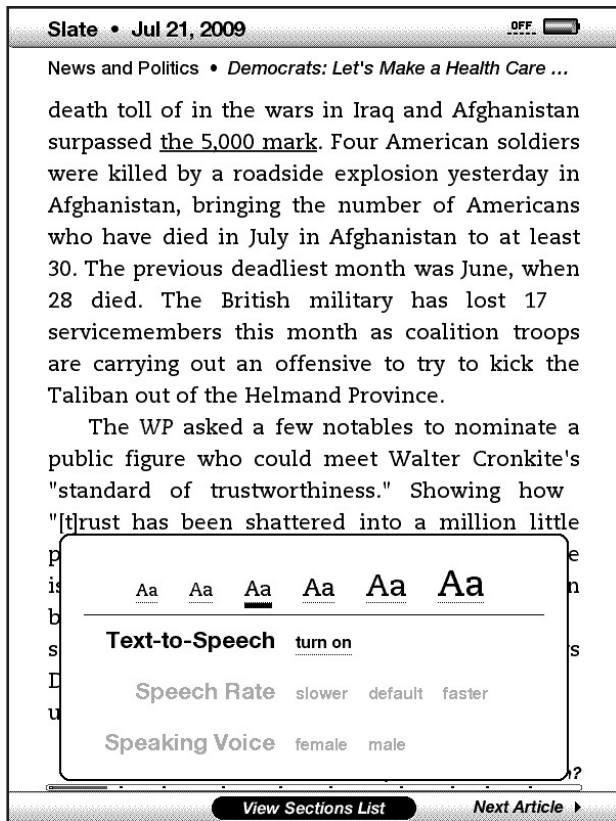 Slate • Jul 21, 2009 OFF
News and Politics • Democrats: Let's Make a Health Care ...
death toll of in the wars in Iraq and Afghanistan
surpassed the 5,000 mark. Four American soldiers
were killed by a roadside explosion yesterday in
Afghanistan, bringing the number of Americans
who have died in July in Afghanistan to at least
30. The previous deadliest month was June, when
28 died. The British military has lost 17
servicemembers this month as coalition troops
are carrying out an offensive to try to kick the
Taliban out of the Helmand Province.
The WP asked a few notables to nominate a
public figure who could meet Walter Cronkite's
"standard of trustworthiness." Showing how
"[t]rust has been shattered into a million little
Aa Aa Aa Aa Aa Aa
Text-to-Speech turn on
Speech Rate slower default faster
Speaking Voice female male
View Sections List Next Article